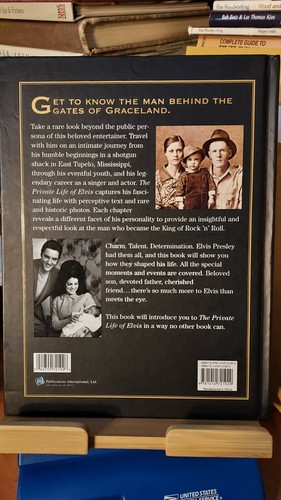 COMPLETE GUIDE TO
GET TO KNOW THE MAN BEHIND THE
GATES OF GRACELAND.
Take a rare look beyond the public per-
sona of this beloved entertainer. Travel
with him on an intimate journey from
his humble beginnings in a shotgun
shack in East Tupelo, Mississippi,
through his eventful youth, and his leg-
endary career as a singer and actor. The
Private Life of Elvis captures his fasci-
nating life with perceptive text and rare
and historic photos. Each chapter
reveals a different facet of his personality to provide an insightful and
respectful look at the man who became the King of Rock 'n' Roll.
Charm. Talent. Determination. Elvis Presley
had them all, and this book will show you
how they shaped his life. All the special
moments and events are covered. Beloved
son, devoted father, cherished
friend...there's so much more to Elvis than
meets the eye.
This book will introduce you to The Private
Life of Elvis in a way no other book can.
Publications International, Ltd.
UNITED STATES